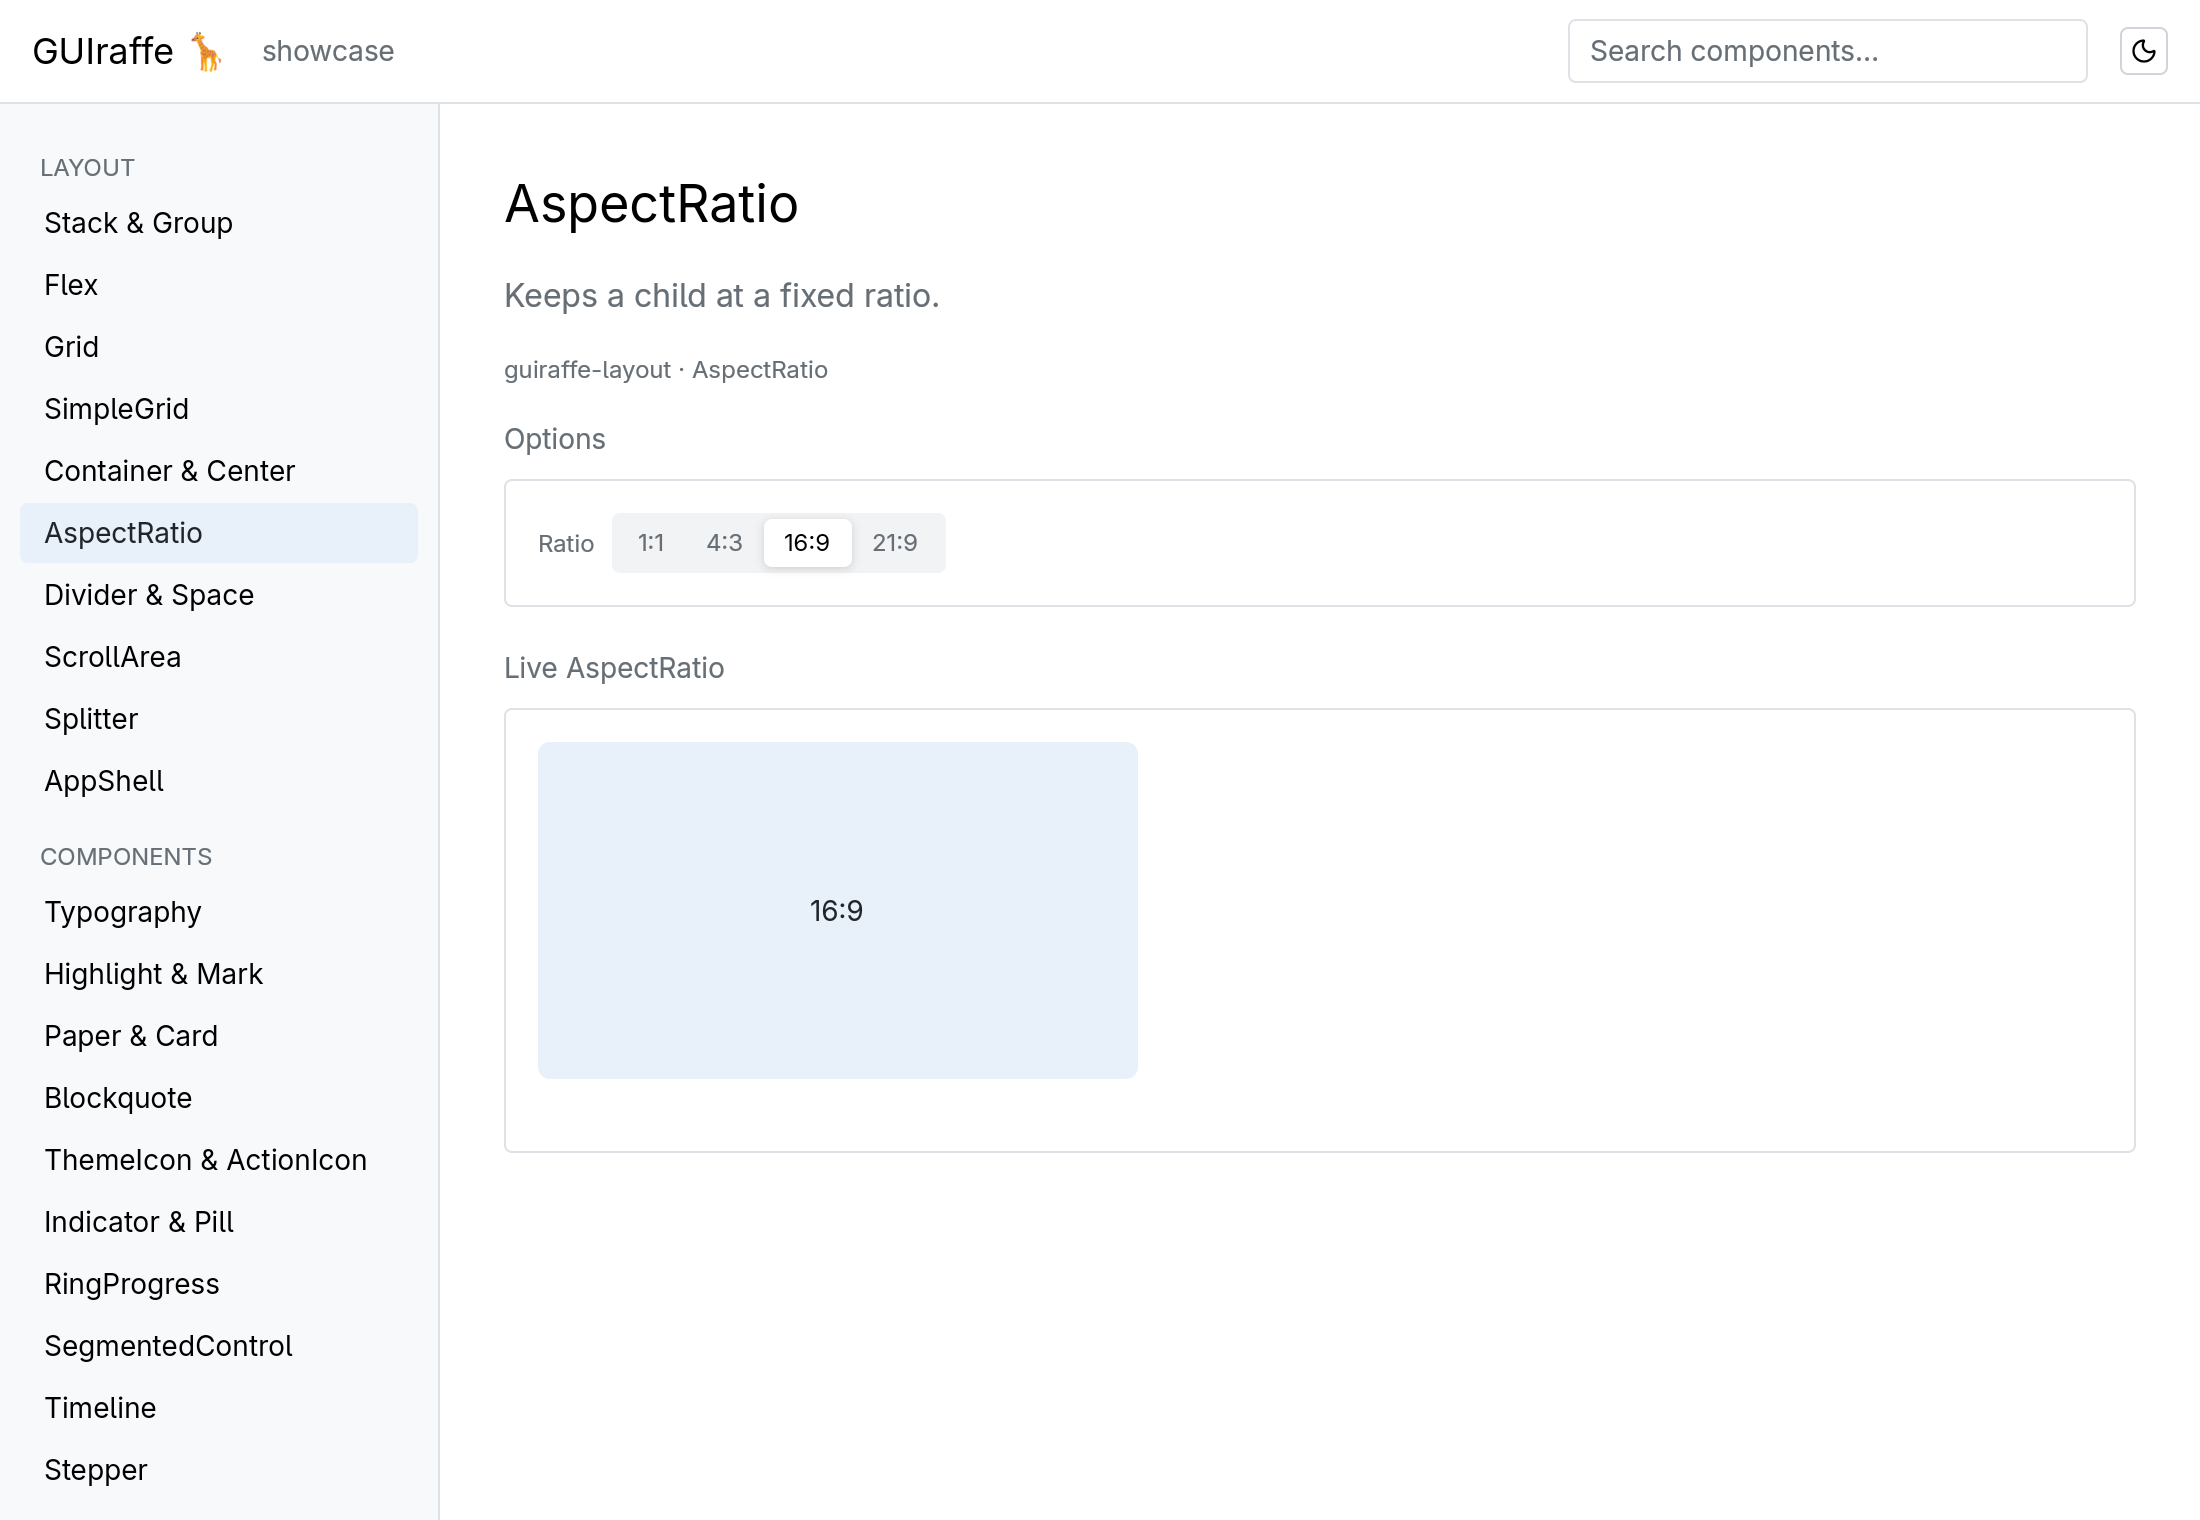 GUIraffe 🦒 showcase
Search components...
LAYOUT
Stack & Group
Flex
Grid
SimpleGrid
Container & Center
AspectRatio
Divider & Space
ScrollArea
Splitter
AppShell
COMPONENTS
Typography
Highlight & Mark
Paper & Card
Blockquote
ThemeIcon & ActionIcon
Indicator & Pill
RingProgress
SegmentedControl
Timeline
Stepper
AspectRatio
Keeps a child at a fixed ratio.
guiraffe-layout · AspectRatio
Options
Ratio 1:1 4:3 16:9 21:9
Live AspectRatio
16:9